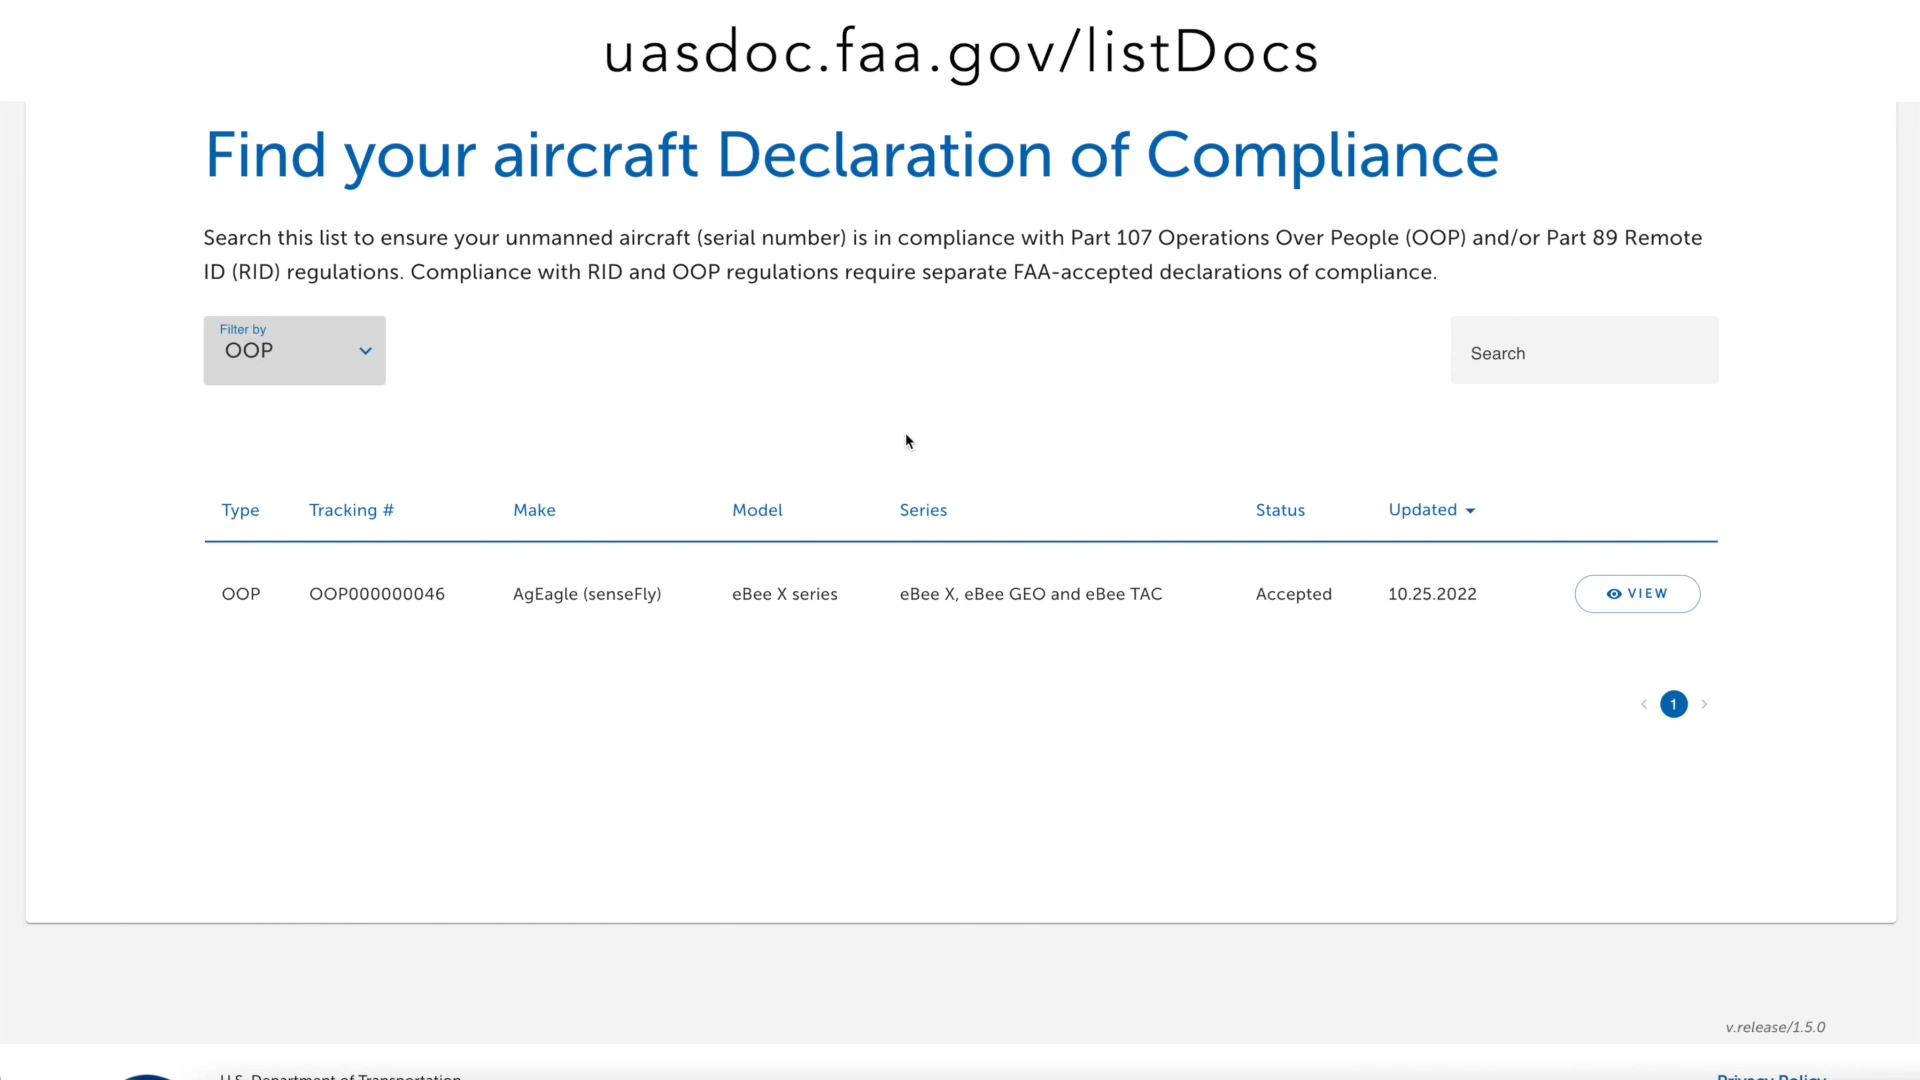 uasdoc.faa.gov/listDocs
Find your aircraft Declaration of Compliance
Search this list to ensure your unmanned aircraft (serial number) is in compliance with Part 107 Operations Over People (OOP) and/or Part 89 Remote
ID (RID) regulations. Compliance with RID and OOP regulations require separate FAA-accepted declarations of compliance.
Filter by
OOP
Search
Type Tracking # Make Model Series Status Updated
OOP OOP000000046 AgEagle (senseFly) eBee X series eBee X, eBee GEO and eBee TAC Accepted 10.25.2022 VIEW
1
v.release/1.5.0
U.S. Department of Transportation
Privacy Policy